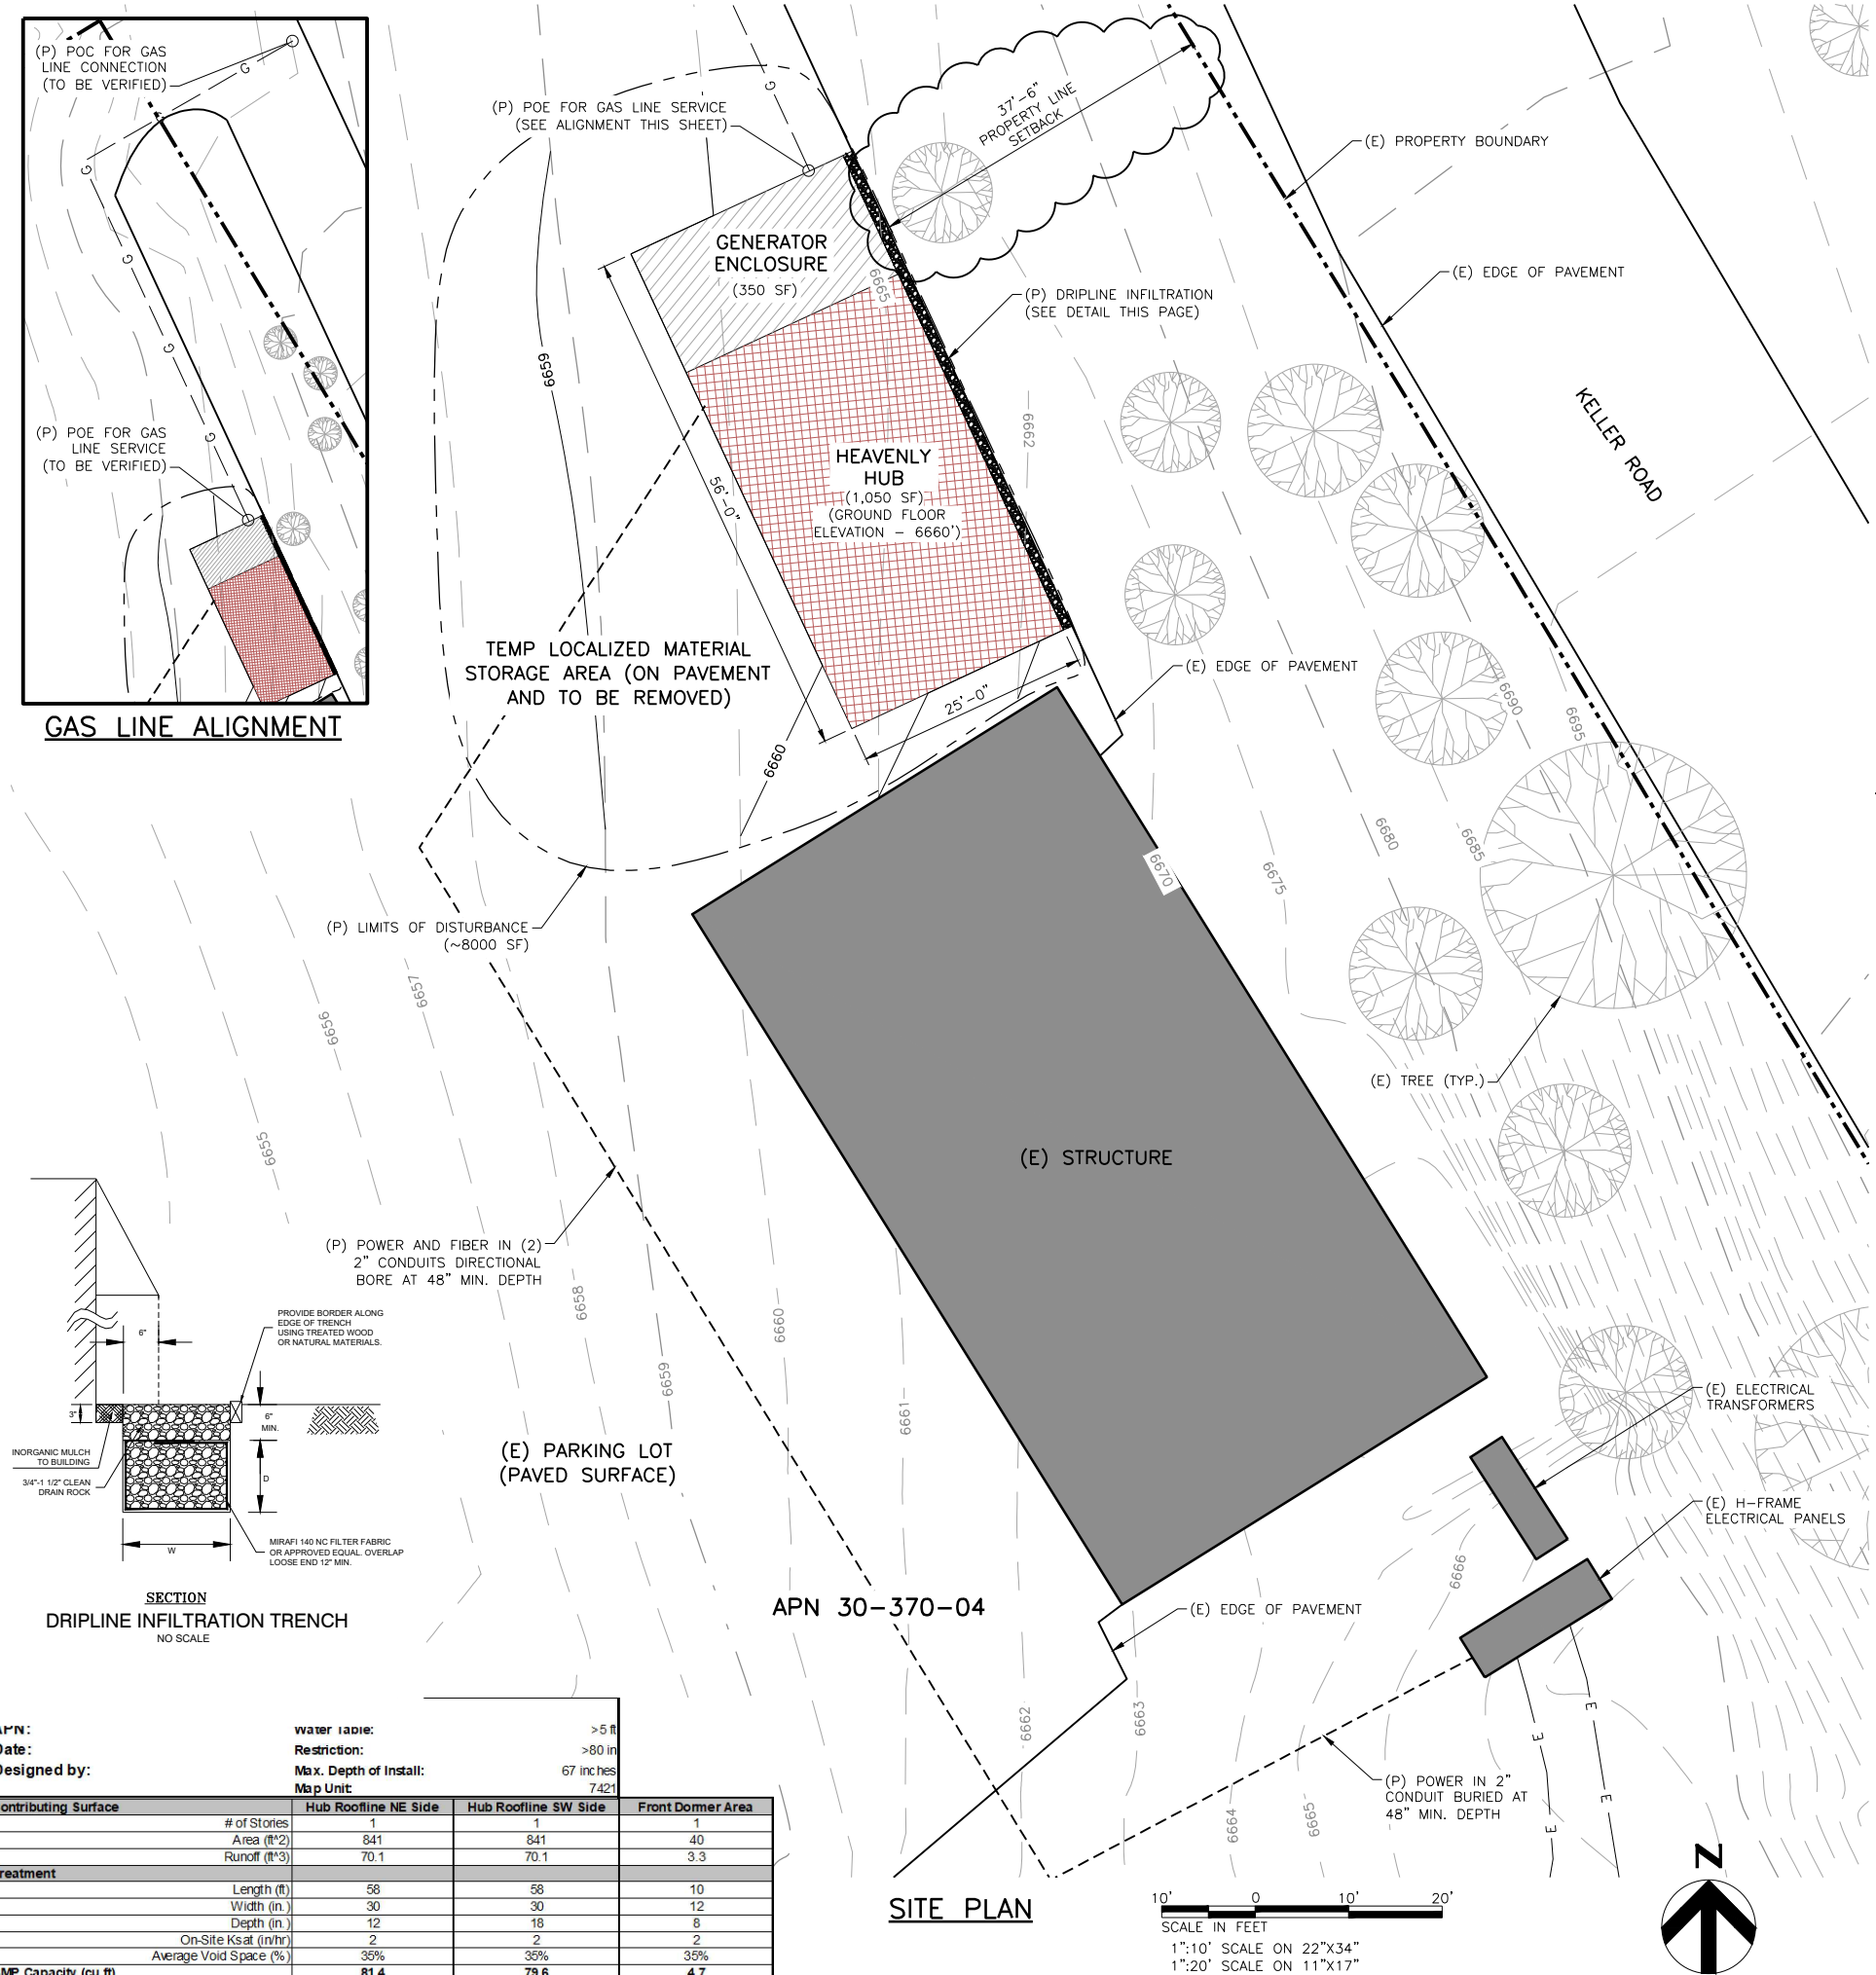 (P) POC FOR GAS
LINE CONNECTION
(TO BE VERIFIED)
G
G
G
G
G
(P) POE FOR GAS
LINE SERVICE
(TO BE VERIFIED)
GAS LINE ALIGNMENT
(P) POE FOR GAS LINE SERVICE
(SEE ALIGNMENT THIS SHEET)
G
37'-6"
PROPERTY LINE
SETBACK
(E) PROPERTY BOUNDARY
(E) EDGE OF PAVEMENT
GENERATOR
ENCLOSURE
(350 SF)
6665
(P) DRIPLINE INFILTRATION
(SEE DETAIL THIS PAGE)
6659
6662
KELLER ROAD
HEAVENLY
HUB
(1,050 SF)
(GROUND FLOOR
ELEVATION - 6660')
56'-0"
TEMP LOCALIZED MATERIAL
STORAGE AREA (ON PAVEMENT
AND TO BE REMOVED)
25'-0"
(E) EDGE OF PAVEMENT
6660
6690
6695
6680
6685
6670
6675
(P) LIMITS OF DISTURBANCE
(~8000 SF)
6657
6656
6655
(E) TREE (TYP.)
(E) STRUCTURE
(P) POWER AND FIBER IN (2)
2" CONDUITS DIRECTIONAL
BORE AT 48" MIN. DEPTH
6658
6659
6660
6661
PROVIDE BORDER ALONG
EDGE OF TRENCH
USING TREATED WOOD
OR NATURAL MATERIALS.
6"
3"
6"
MIN.
D
W
INORGANIC MULCH
TO BUILDING
3/4"-1 1/2" CLEAN
DRAIN ROCK
MIRAFI 140 NC FILTER FABRIC
OR APPROVED EQUAL. OVERLAP
LOOSE END 12" MIN.
SECTION
DRIPLINE INFILTRATION TRENCH
NO SCALE
(E) PARKING LOT
(PAVED SURFACE)
(E) ELECTRICAL
TRANSFORMERS
(E) H-FRAME
ELECTRICAL PANELS
6666
APN 30-370-04
(E) EDGE OF PAVEMENT
6662
6663
6664
6665
E
E
E
E
(P) POWER IN 2"
CONDUIT BURIED AT
48" MIN. DEPTH
Water Table: >5 ft
Restriction: >80 in
Max. Depth of Install: 67 inches
Map Unit: 7421
esigned by:
ontributing Surface Hub Roofline NE Side Hub Roofline SW Side Front Dormer Area
# of Stories 1 1 1
Area (ft^2) 841 841 40
Runoff (ft^3) 70.1 70.1 3.3
reatment
Length (ft) 58 58 10
Width (in.) 30 30 12
Depth (in.) 12 18 8
On-Site Ksat (in/hr) 2 2 2
Average Void Space (%) 35% 35% 35%
MP Capacity (cu ft) 81.4 79.6 4.7
SITE PLAN
10' 0 10' 20'
SCALE IN FEET
1":10' SCALE ON 22"X34"
1":20' SCALE ON 11"X17"
N